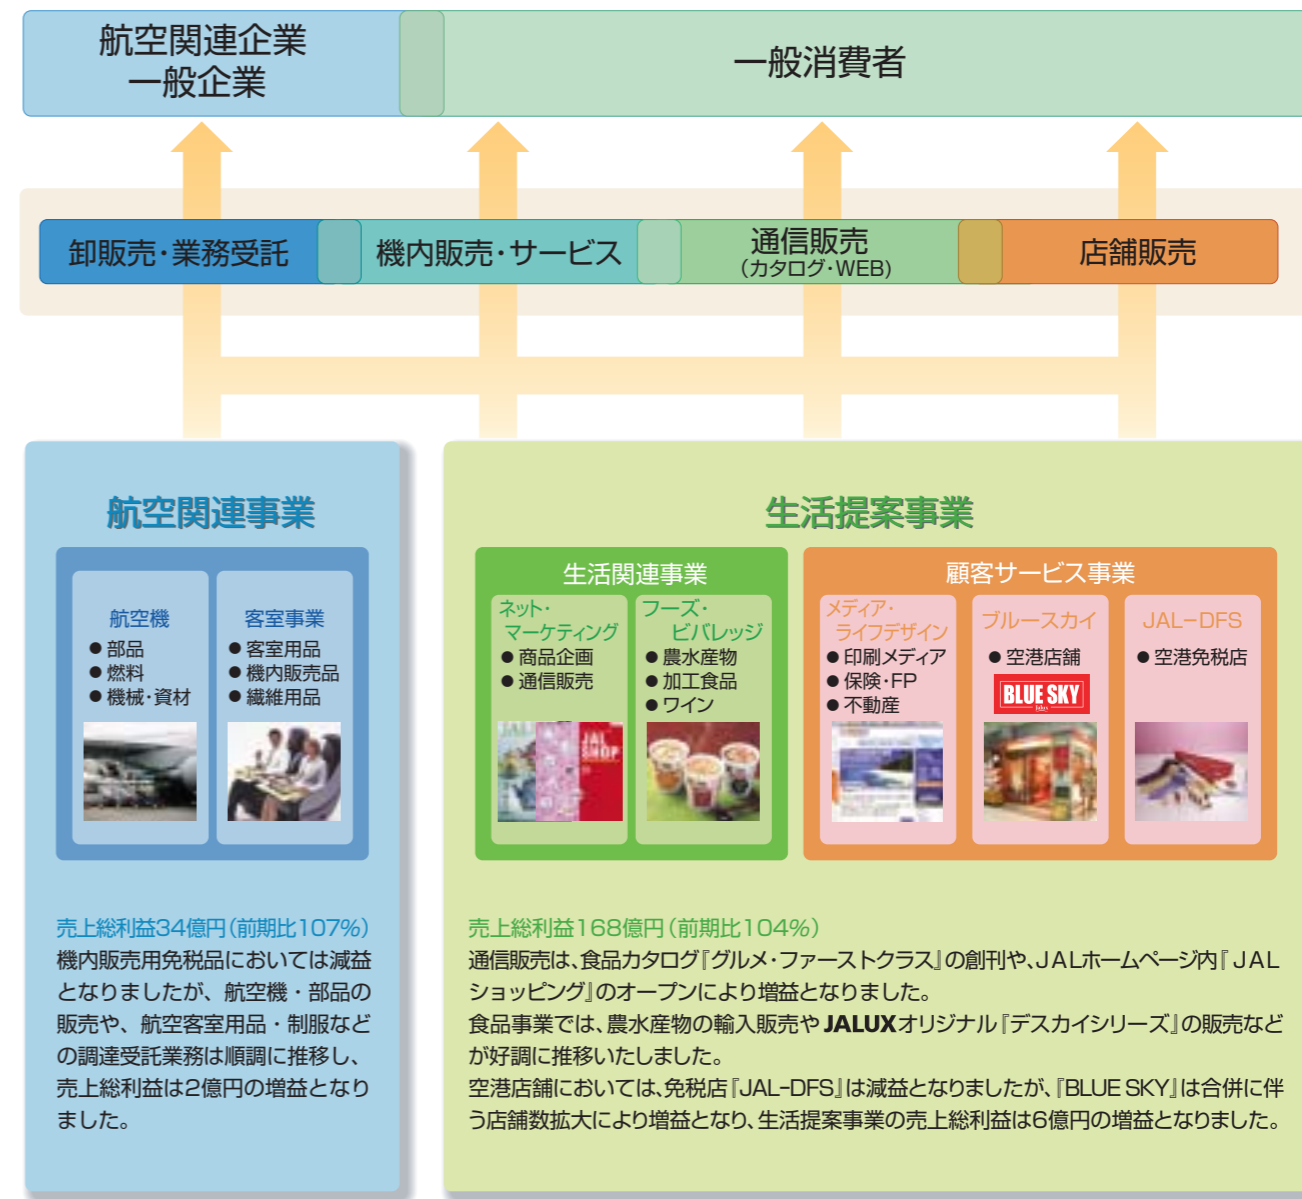 航空関連企業
一般企業
一般消費者
卸販売・業務受託
機内販売・サービス
通信販売
(カタログ・WEB)
店舗販売
航空関連事業
航空機
● 部品
● 燃料
● 機械・資材
客室事業
● 客室用品
● 機内販売品
● 繊維用品
売上総利益34億円(前期比107%)
機内販売用免税品においては減益
となりましたが、航空機・部品の
販売や、航空客室用品・制服など
の調達受託業務は順調に推移し、
売上総利益は2億円の増益となり
ました。
生活提案事業
生活関連事業
ネット・
マーケティング
● 商品企画
● 通信販売
JAL
SHOP
フーズ・
ビバレッジ
● 農水産物
● 加工食品
● ワイン
顧客サービス事業
メディア・
ライフデザイン
● 印刷メディア
● 保険・FP
● 不動産
ブルースカイ
● 空港店舗
BLUE SKY
JAL-DFS
● 空港免税店
売上総利益168億円(前期比104%)
通信販売は、食品カタログ『グルメ・ファーストクラス』の創刊や、JALホームページ内『JAL
ショッピング』のオープンにより増益となりました。
食品事業では、農水産物の輸入販売やJALUXオリジナル『デスカイシリーズ』の販売など
が好調に推移いたしました。
空港店舗においては、免税店『JAL-DFS』は減益となりましたが、『BLUE SKY』は合併に伴
う店舗数拡大により増益となり、生活提案事業の売上総利益は6億円の増益となりました。